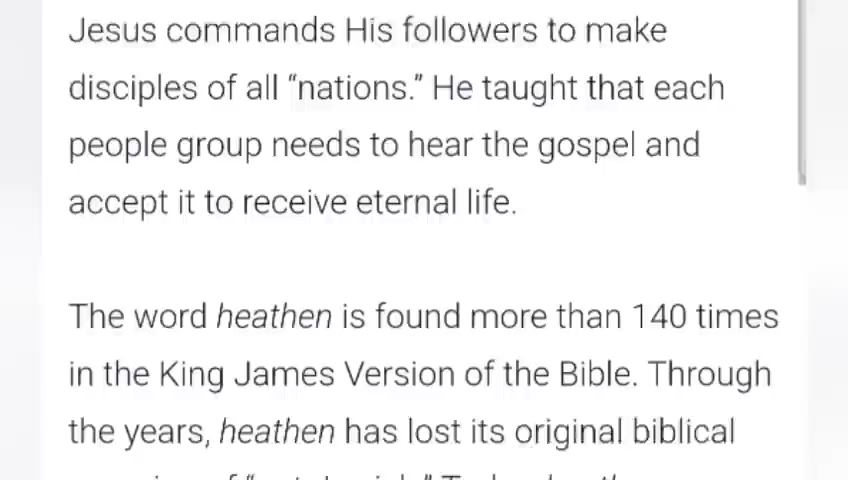 Jesus commands His followers to make
disciples of all “nations.” He taught that each
people group needs to hear the gospel and
accept it to receive eternal life.
The word heathen is found more than 140 times
in the King James Version of the Bible. Through
the years, heathen has lost its original biblical